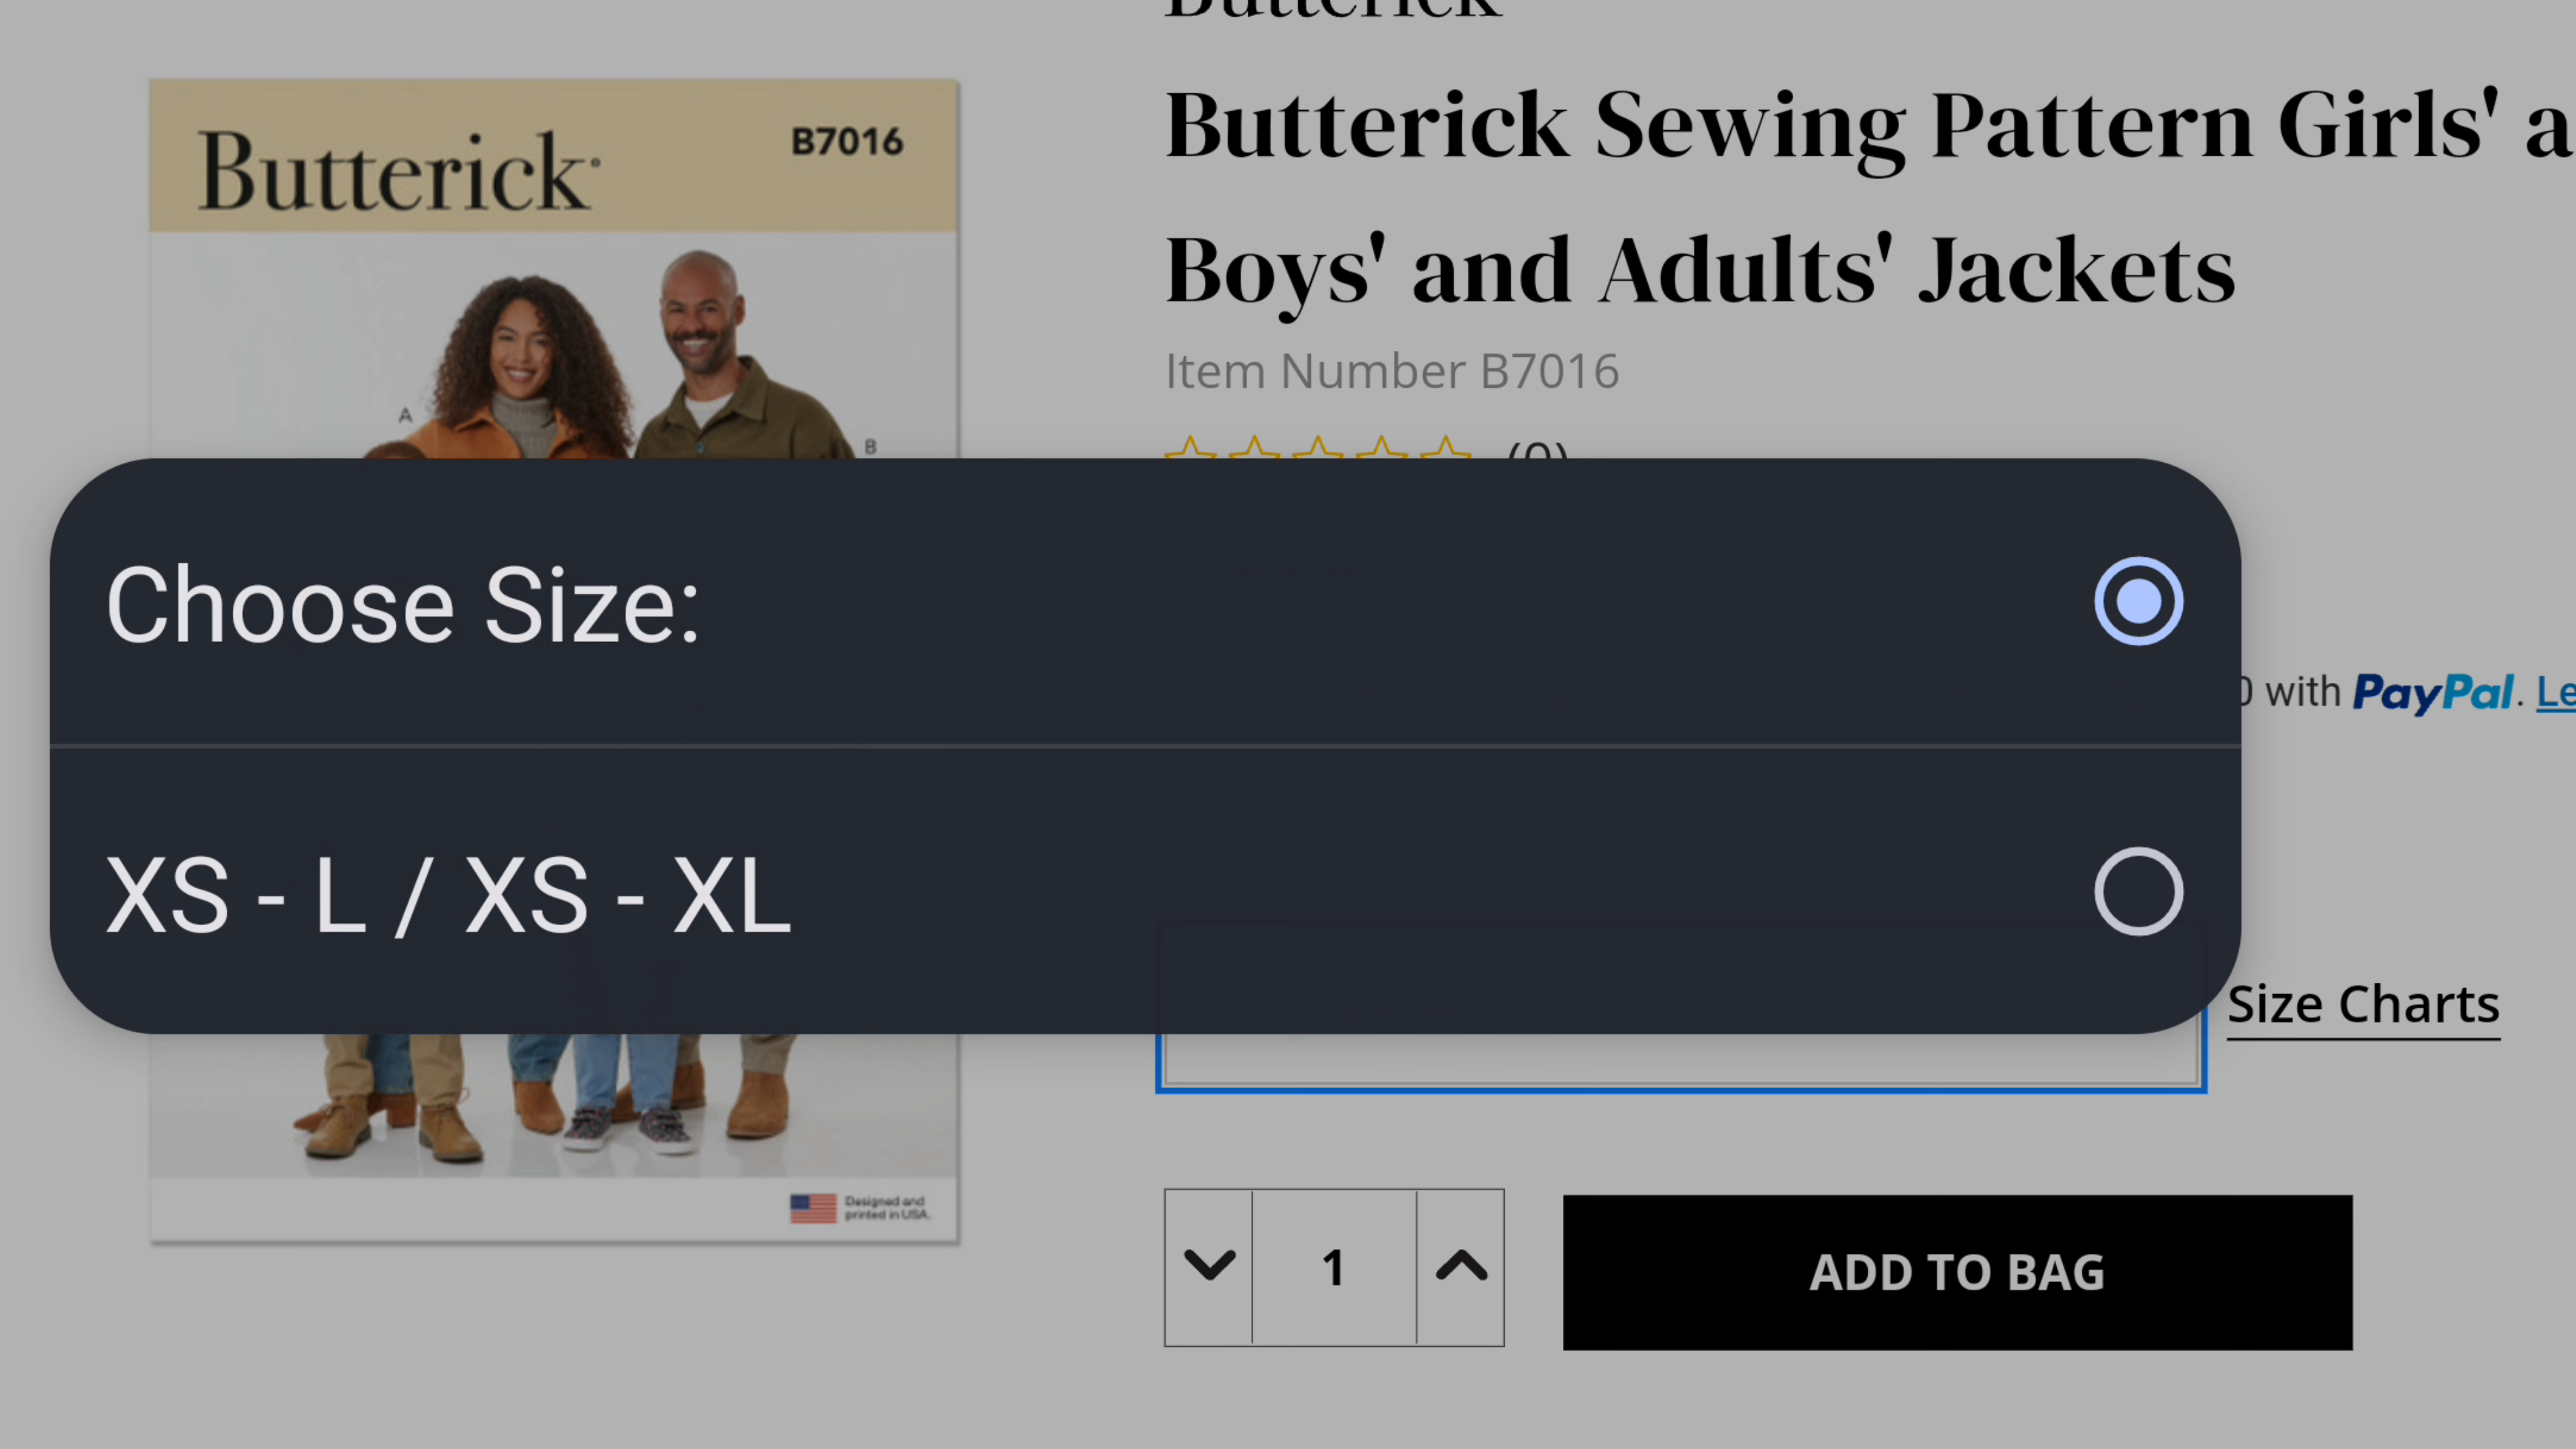 Butterick
Butterick
B7016
A
B
Designed and
printed in USA.
Butterick Sewing Pattern Girls' a
Boys' and Adults' Jackets
Item Number B7016
(0)
Choose Size:
0 with PayPal. Le
XS - L / XS - XL
Size Charts
1
ADD TO BAG